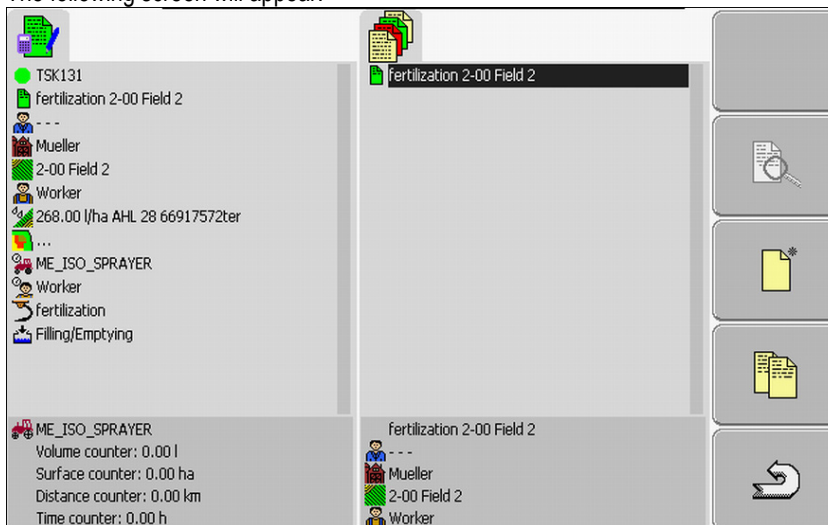 The following screen will appear:
TSK131
fertilization 2-00 Field 2
---
Mueller
2-00 Field 2
Worker
268.00 l/ha AHL 28 66917572ter
...
ME_ISO_SPRAYER
Worker
fertilization
Filling/Emptying
ME_ISO_SPRAYER
Volume counter: 0.00 l
Surface counter: 0.00 ha
Distance counter: 0.00 km
Time counter: 0.00 h
fertilization 2-00 Field 2
fertilization 2-00 Field 2
---
Mueller
2-00 Field 2
Worker